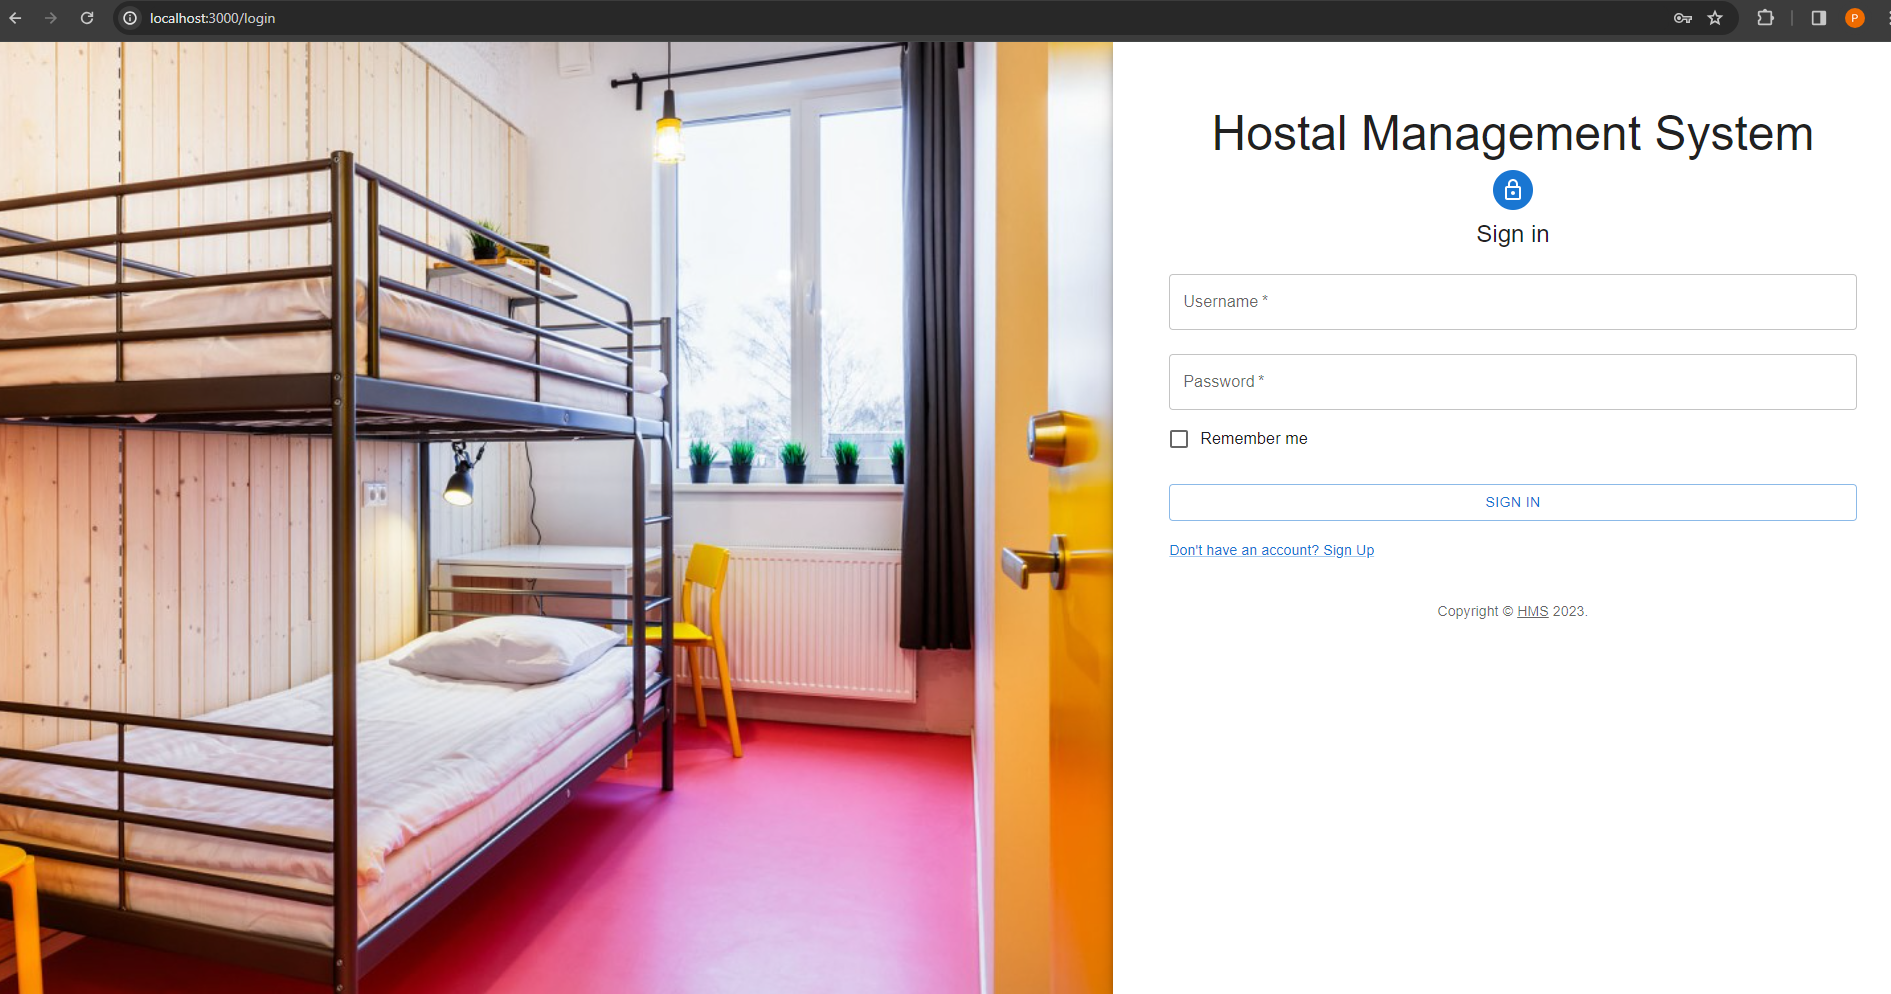 localhost:3000/login
P
Hostal Management System
Sign in
Username *
Password *
Remember me
SIGN IN
Don't have an account? Sign Up
Copyright © HMS 2023.